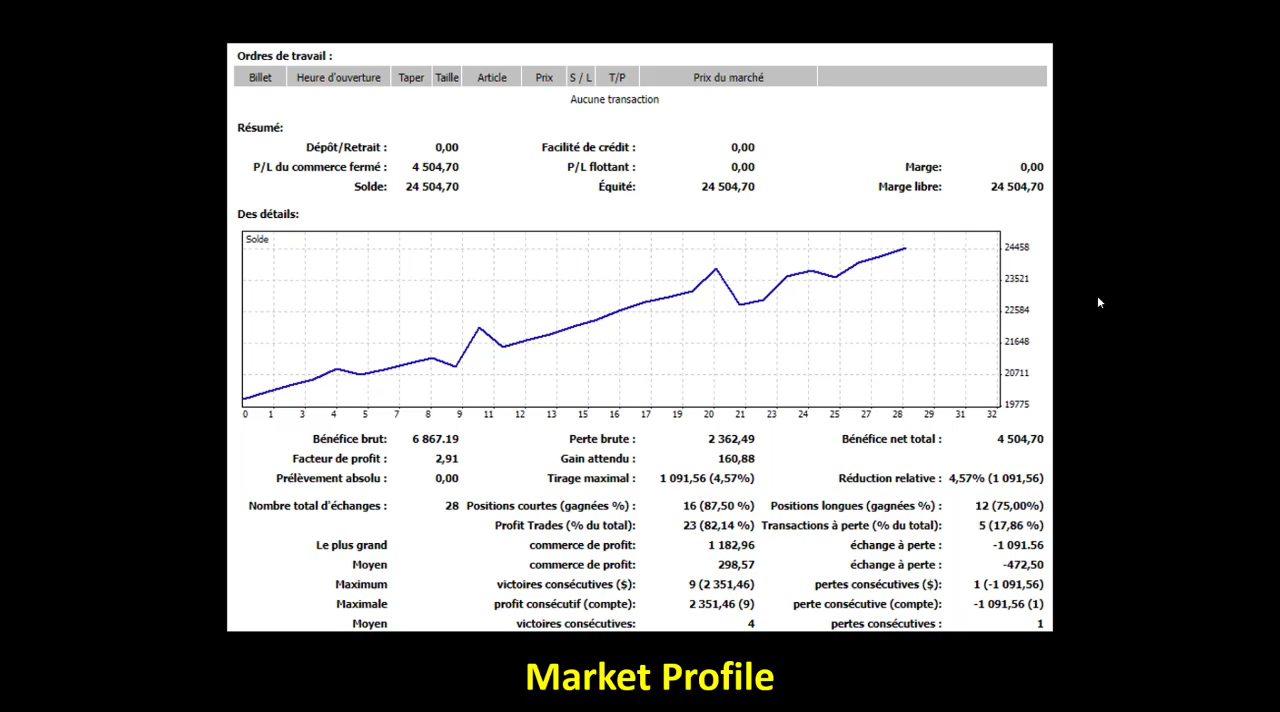 Ordres de travail :
Billet Heure d'ouverture Taper Taille Article Prix S / L T/P Prix du marché
Aucune transaction
Résumé:
Dépôt/Retrait : 0,00 Facilité de crédit : 0,00
P/L du commerce fermé : 4 504,70 P/L flottant : 0,00 Marge: 0,00
Solde: 24 504,70 Équité: 24 504,70 Marge libre: 24 504,70
Des détails:
Solde
24458
23521
22584
21648
20711
19775
0 1 3 4 5 7 8 9 11 12 13 15 16 17 19 20 21 23 24 25 27 28 29 31 32
Bénéfice brut: 6 867.19 Perte brute : 2 362,49 Bénéfice net total : 4 504,70
Facteur de profit : 2,91 Gain attendu : 160,88
Prélèvement absolu : 0,00 Tirage maximal : 1 091,56 (4,57%) Réduction relative : 4,57% (1 091,56)
Nombre total d'échanges : 28 Positions courtes (gagnées %) : 16 (87,50 %) Positions longues (gagnées %) : 12 (75,00%)
Profit Trades (% du total): 23 (82,14 %) Transactions à perte (% du total): 5 (17,86 %)
Le plus grand commerce de profit: 1 182,96 échange à perte : -1 091.56
Moyen commerce de profit: 298,57 échange à perte : -472,50
Maximum victoires consécutives ($): 9 (2 351,46) pertes consécutives ($): 1 (-1 091,56)
Maximale profit consécutif (compte): 2 351,46 (9) perte consécutive (compte): -1 091,56 (1)
Moyen victoires consécutives: 4 pertes consécutives : 1
Market Profile